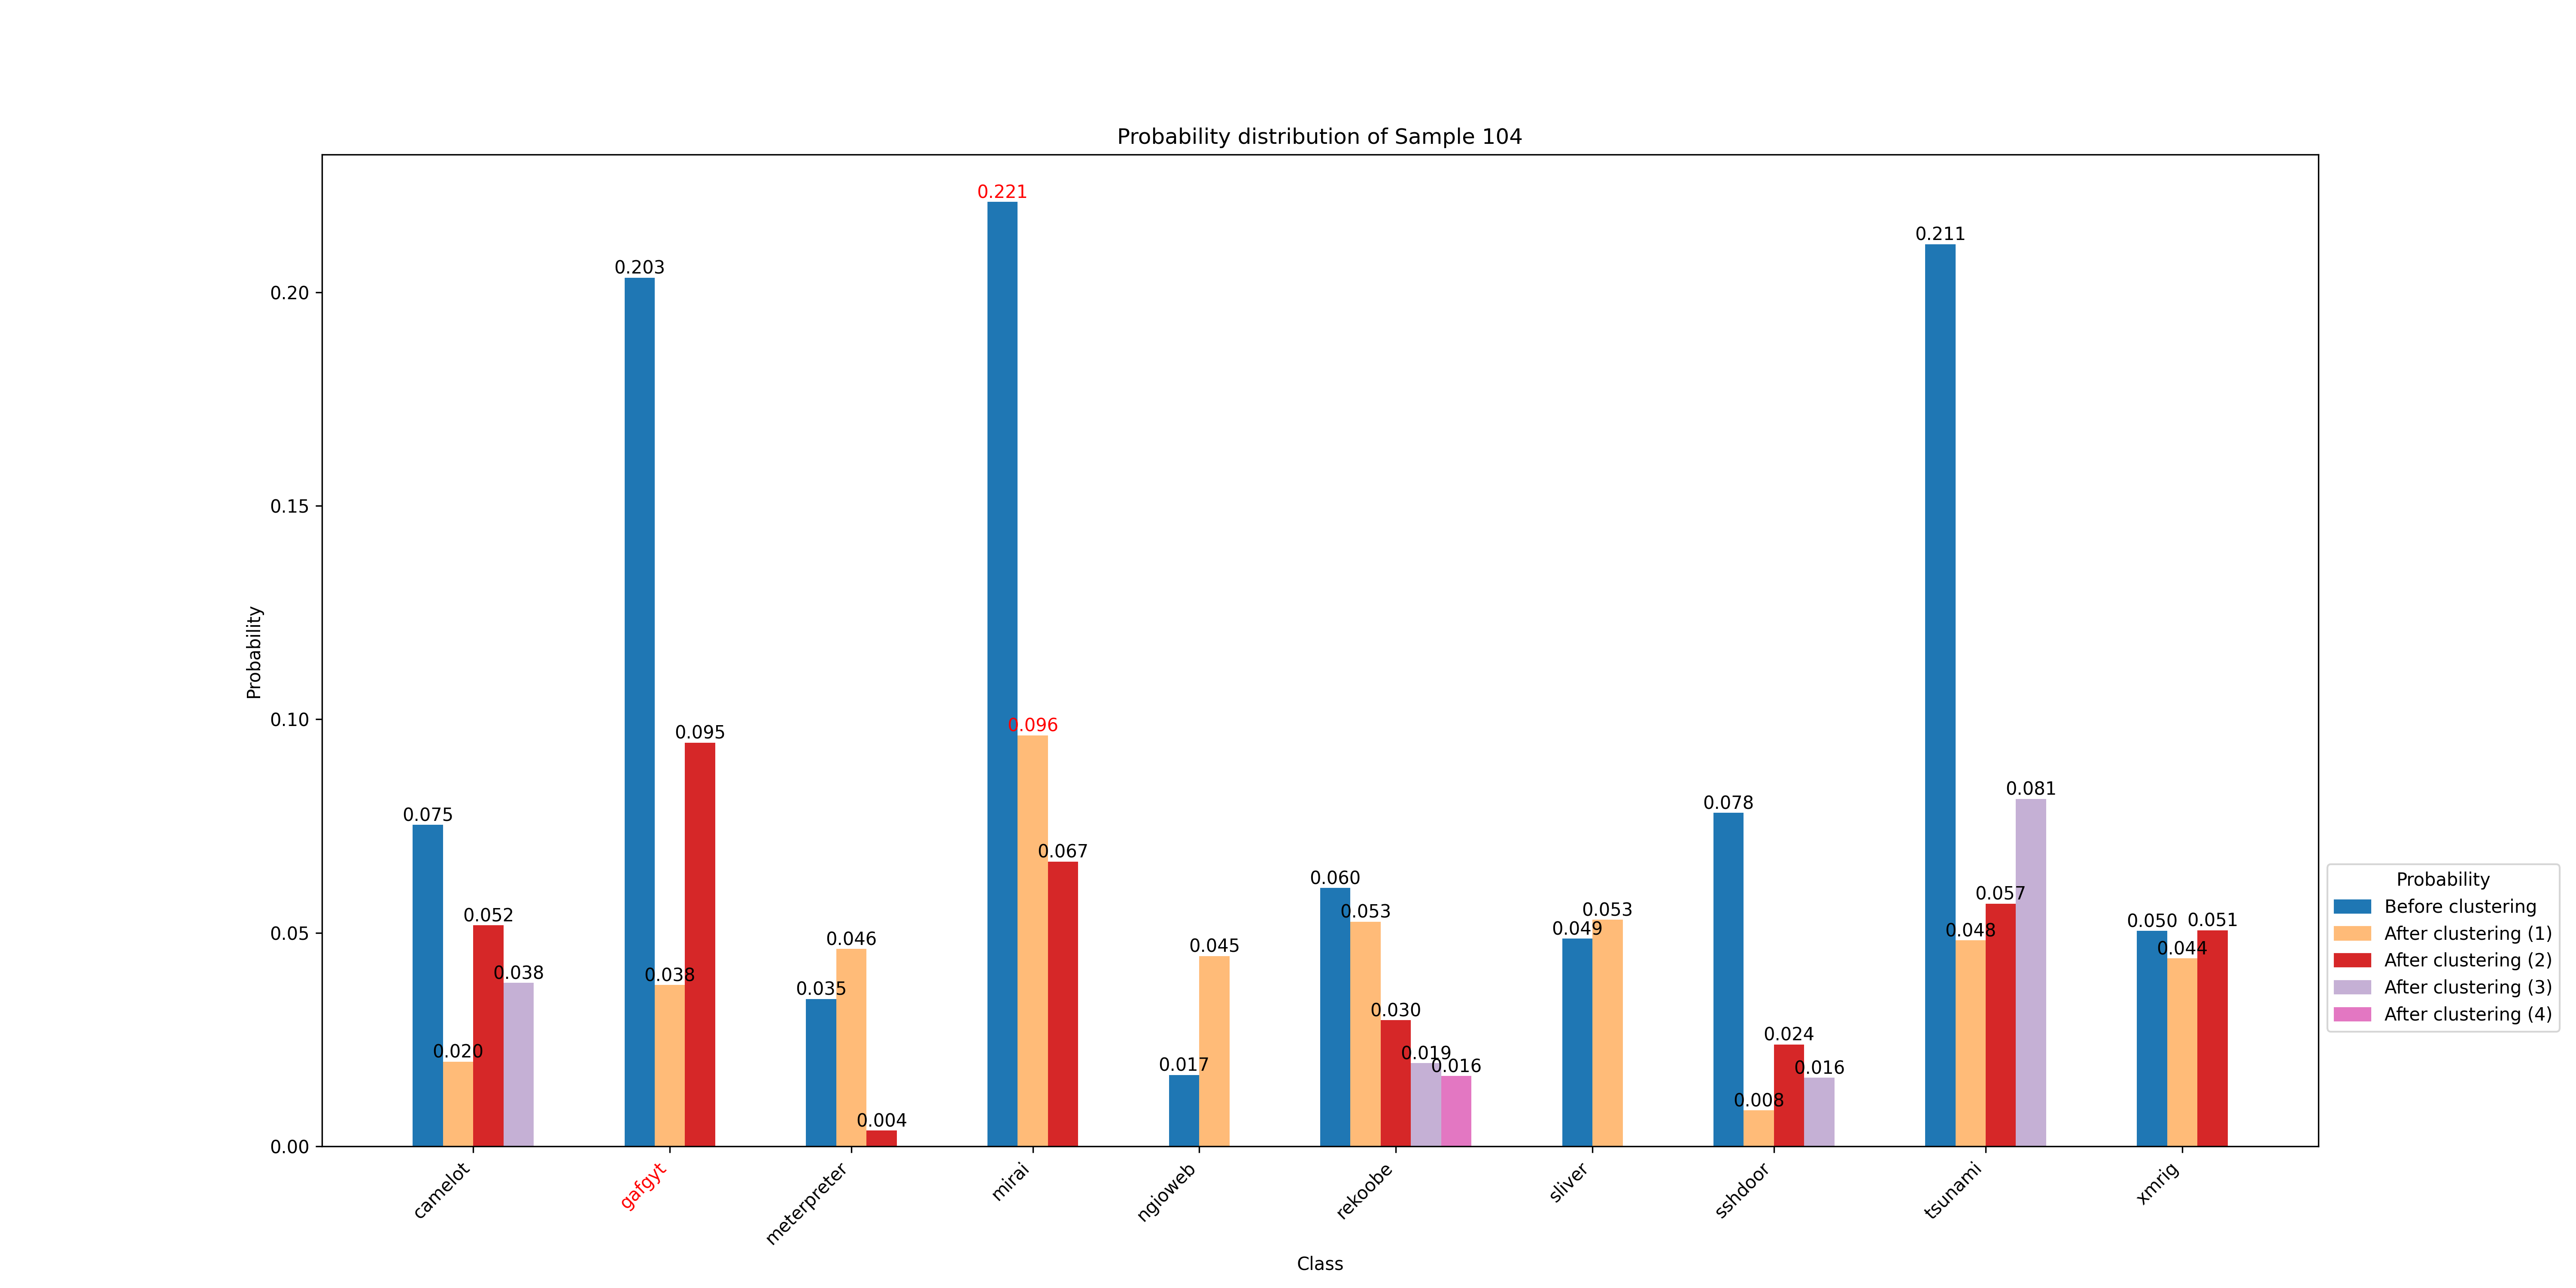 Probability distribution of Sample 104
Probability
0.20
0.15
0.10
0.05
0.00
0.075
0.020
0.052
0.038
0.203
0.038
0.095
0.035
0.046
0.004
0.221
0.096
0.067
0.017
0.045
0.060
0.053
0.030
0.019
0.016
0.049
0.053
0.078
0.008
0.024
0.016
0.211
0.048
0.057
0.081
0.050
0.044
0.051
camelot
gafgyt
meterpreter
mirai
ngioweb
rekoobe
sliver
sshdoor
tsunami
xmrig
Class
Probability
Before clustering
After clustering (1)
After clustering (2)
After clustering (3)
After clustering (4)